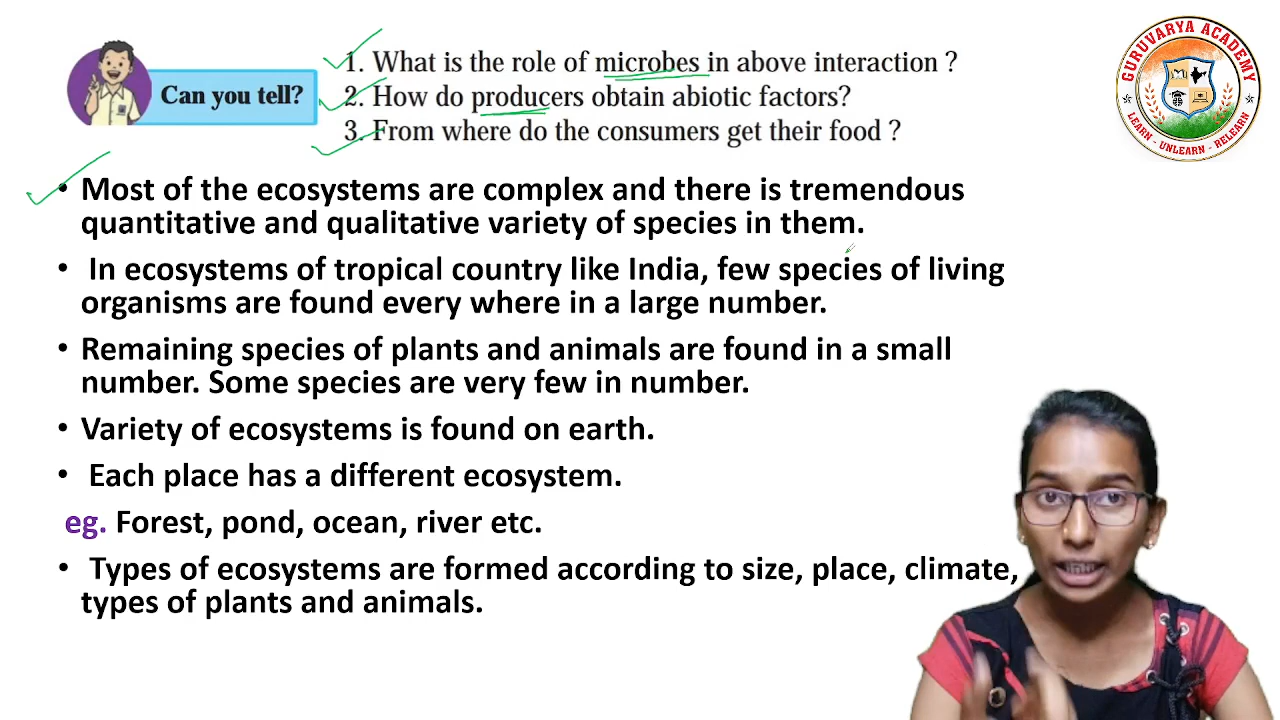 Can you tell?
1. What is the role of microbes in above interaction ?
2. How do producers obtain abiotic factors?
3. From where do the consumers get their food ?
GURUVARYA ACADEMY
LEARN - UNLEARN - RELEARN
• Most of the ecosystems are complex and there is tremendous
quantitative and qualitative variety of species in them.
• In ecosystems of tropical country like India, few species of living
organisms are found every where in a large number.
• Remaining species of plants and animals are found in a small
number. Some species are very few in number.
• Variety of ecosystems is found on earth.
• Each place has a different ecosystem.
eg. Forest, pond, ocean, river etc.
• Types of ecosystems are formed according to size, place, climate,
types of plants and animals.